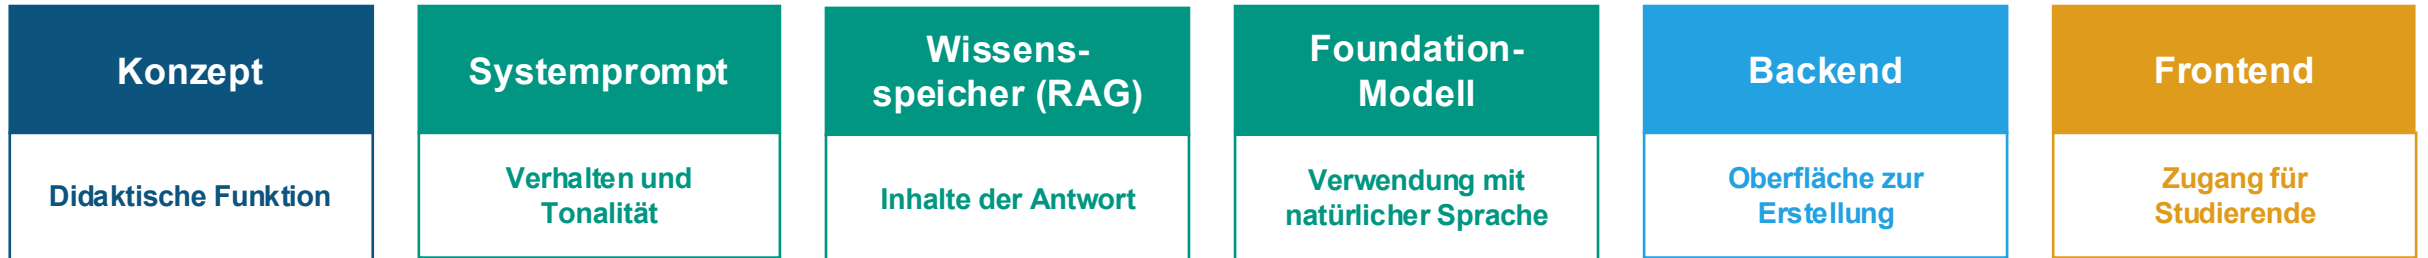 Konzept
Didaktische Funktion
Systemprompt
Verhalten und
Tonalität
Wissens-
speicher (RAG)
Inhalte der Antwort
Foundation-
Modell
Verwendung mit
natürlicher Sprache
Backend
Oberfläche zur
Erstellung
Frontend
Zugang für
Studierende